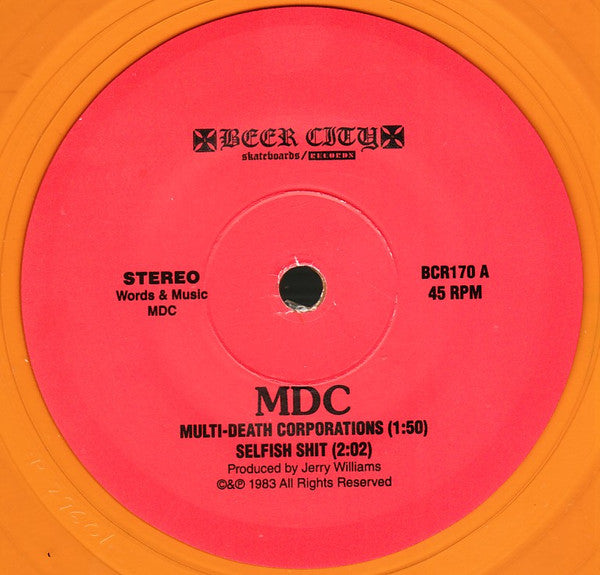 BEER CITY
skateboards/RECORDS
STEREO
Words & Music
MDC
BCR170 A
45 RPM
MDC
MULTI-DEATH CORPORATIONS (1:50)
SELFISH SHIT (2:02)
Produced by Jerry Williams
©&℗ 1983 All Rights Reserved